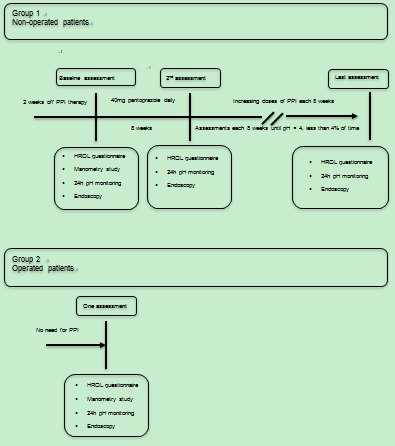 Group 1
Non-operated patients
Baseline assessment
2nd assessment
Last assessment
2 weeks off PPI therapy
40mg pantoprazole daily
Increasing doses of PPI each 8 weeks
8 weeks
Assessments each 8 weeks until pH < 4, less than 4% of time
• HRQL questionnaire
• Manometry study
• 24h pH monitoring
• Endoscopy
• HRQL questionnaire
• 24h pH monitoring
• Endoscopy
• HRQL questionnaire
• 24h pH monitoring
• Endoscopy
Group 2
Operated patients
One assessment
No need for PPI
• HRQL questionnaire
• Manometry study
• 24h pH monitoring
• Endoscopy